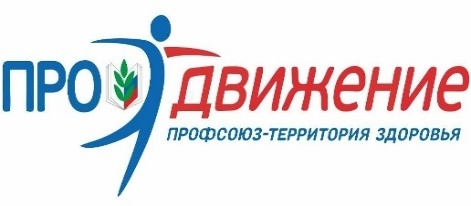 ПРО ДВИЖЕНИЕ
ПРОФСОЮЗ-ТЕРРИТОРИЯ ЗДОРОВЬЯ